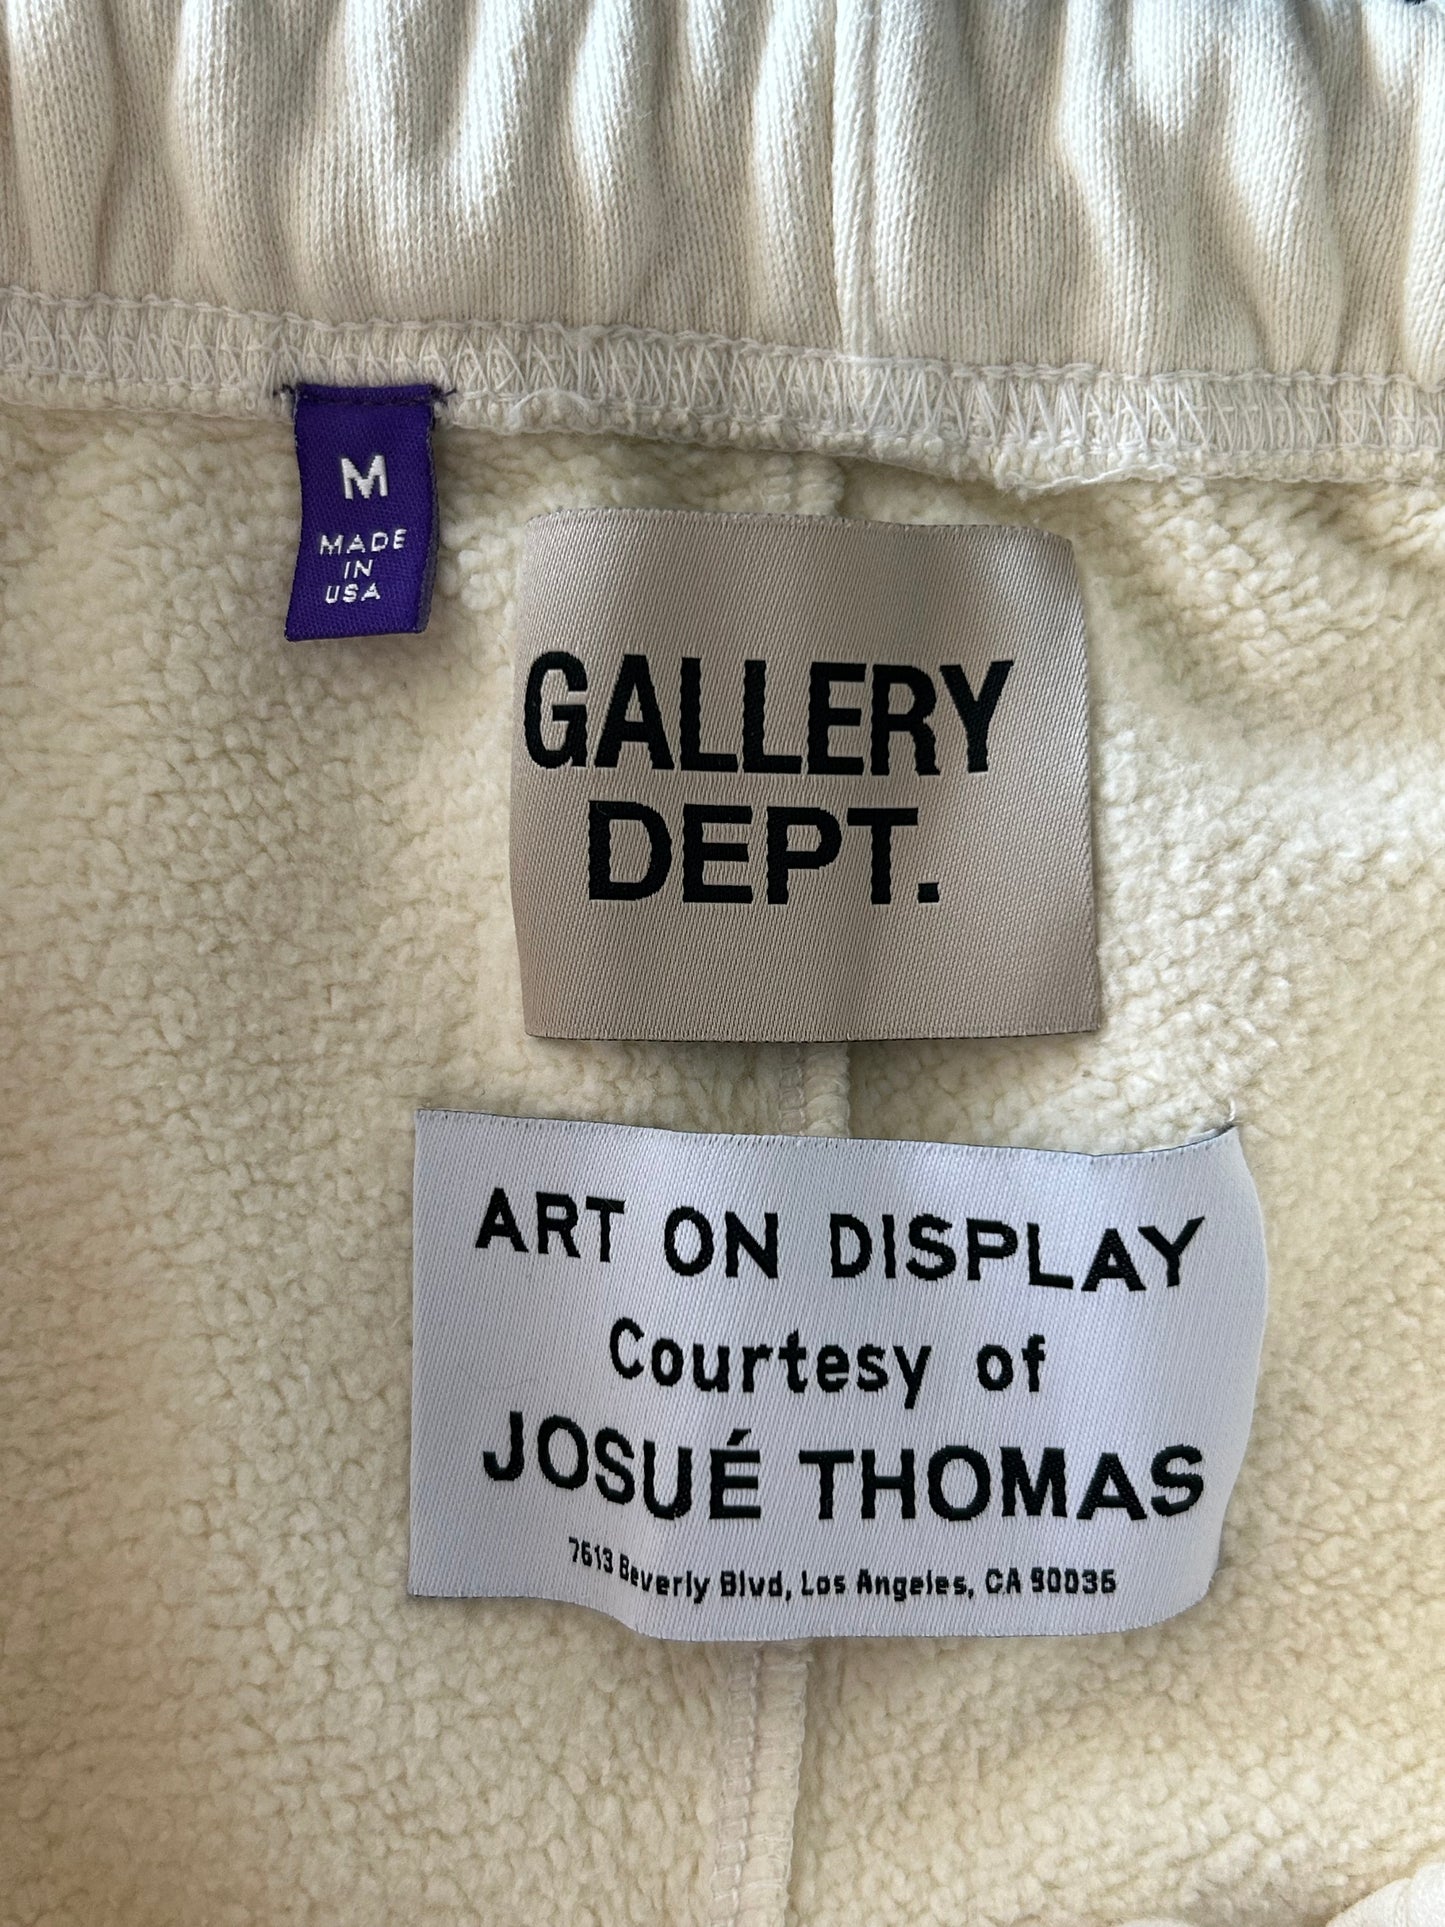 M
MADE
IN
USA
GALLERY
DEPT.
ART ON DISPLAY
Courtesy of
JOSUÉ THOMAS
7613 Beverly Blvd, Los Angeles, CA 90036